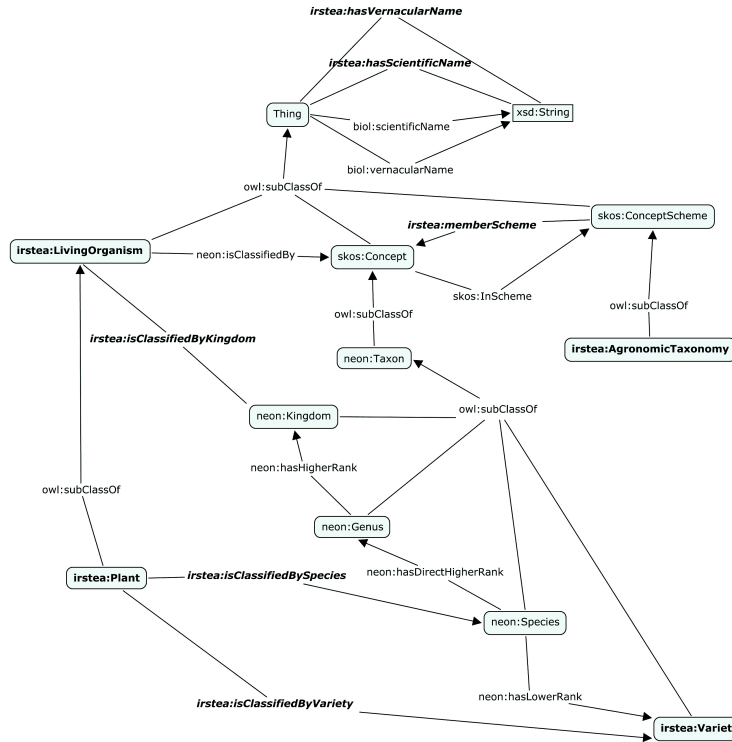 irstea:hasVernacularName
irstea:hasScientificName
Thing
xsd:String
biol:scientificName
biol:vernacularName
owl:subClassOf
skos:ConceptScheme
irstea:memberScheme
irstea:LivingOrganism
neon:isClassifiedBy
skos:Concept
skos:InScheme
owl:subClassOf
owl:subClassOf
irstea:isClassifiedByKingdom
neon:Taxon
irstea:AgronomicTaxonomy
neon:Kingdom
owl:subClassOf
neon:hasHigherRank
owl:subClassOf
neon:Genus
neon:hasDirectHigherRank
irstea:Plant
irstea:isClassifiedBySpecies
neon:Species
neon:hasLowerRank
irstea:isClassifiedByVariety
irstea:Variet